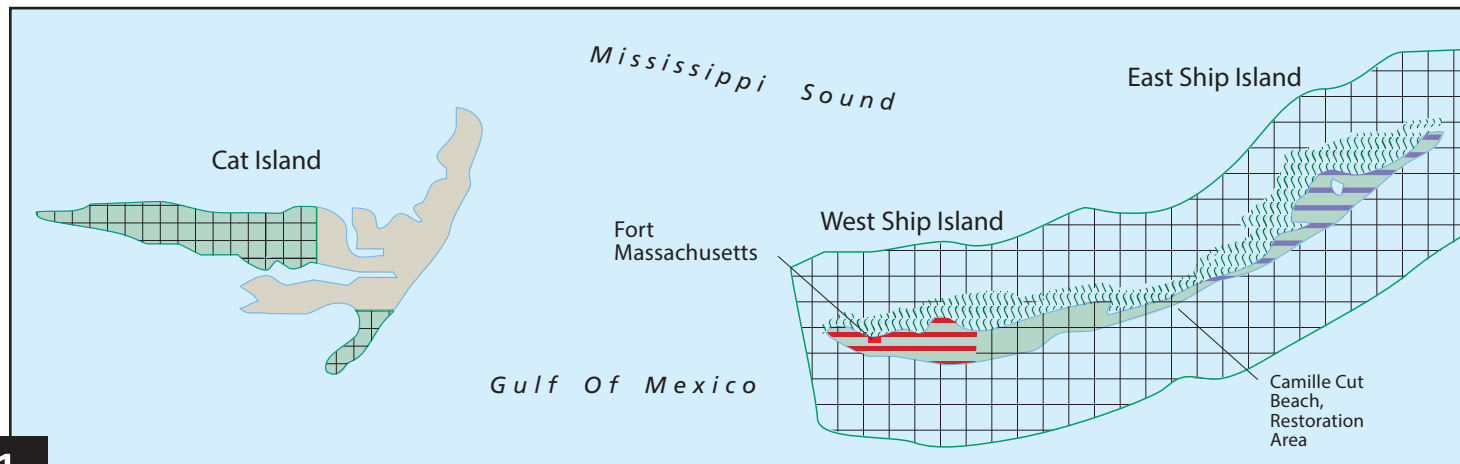 Mississippi Sound
East Ship Island
Cat Island
West Ship Island
Fort
Massachusetts
Gulf Of Mexico
Camille Cut
Beach,
Restoration
Area
1